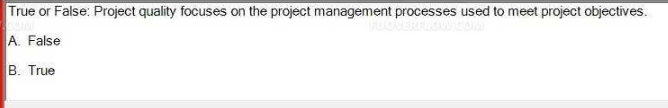 True or False: Project quality focuses on the project management processes used to meet project objectives.
A. False
B. True